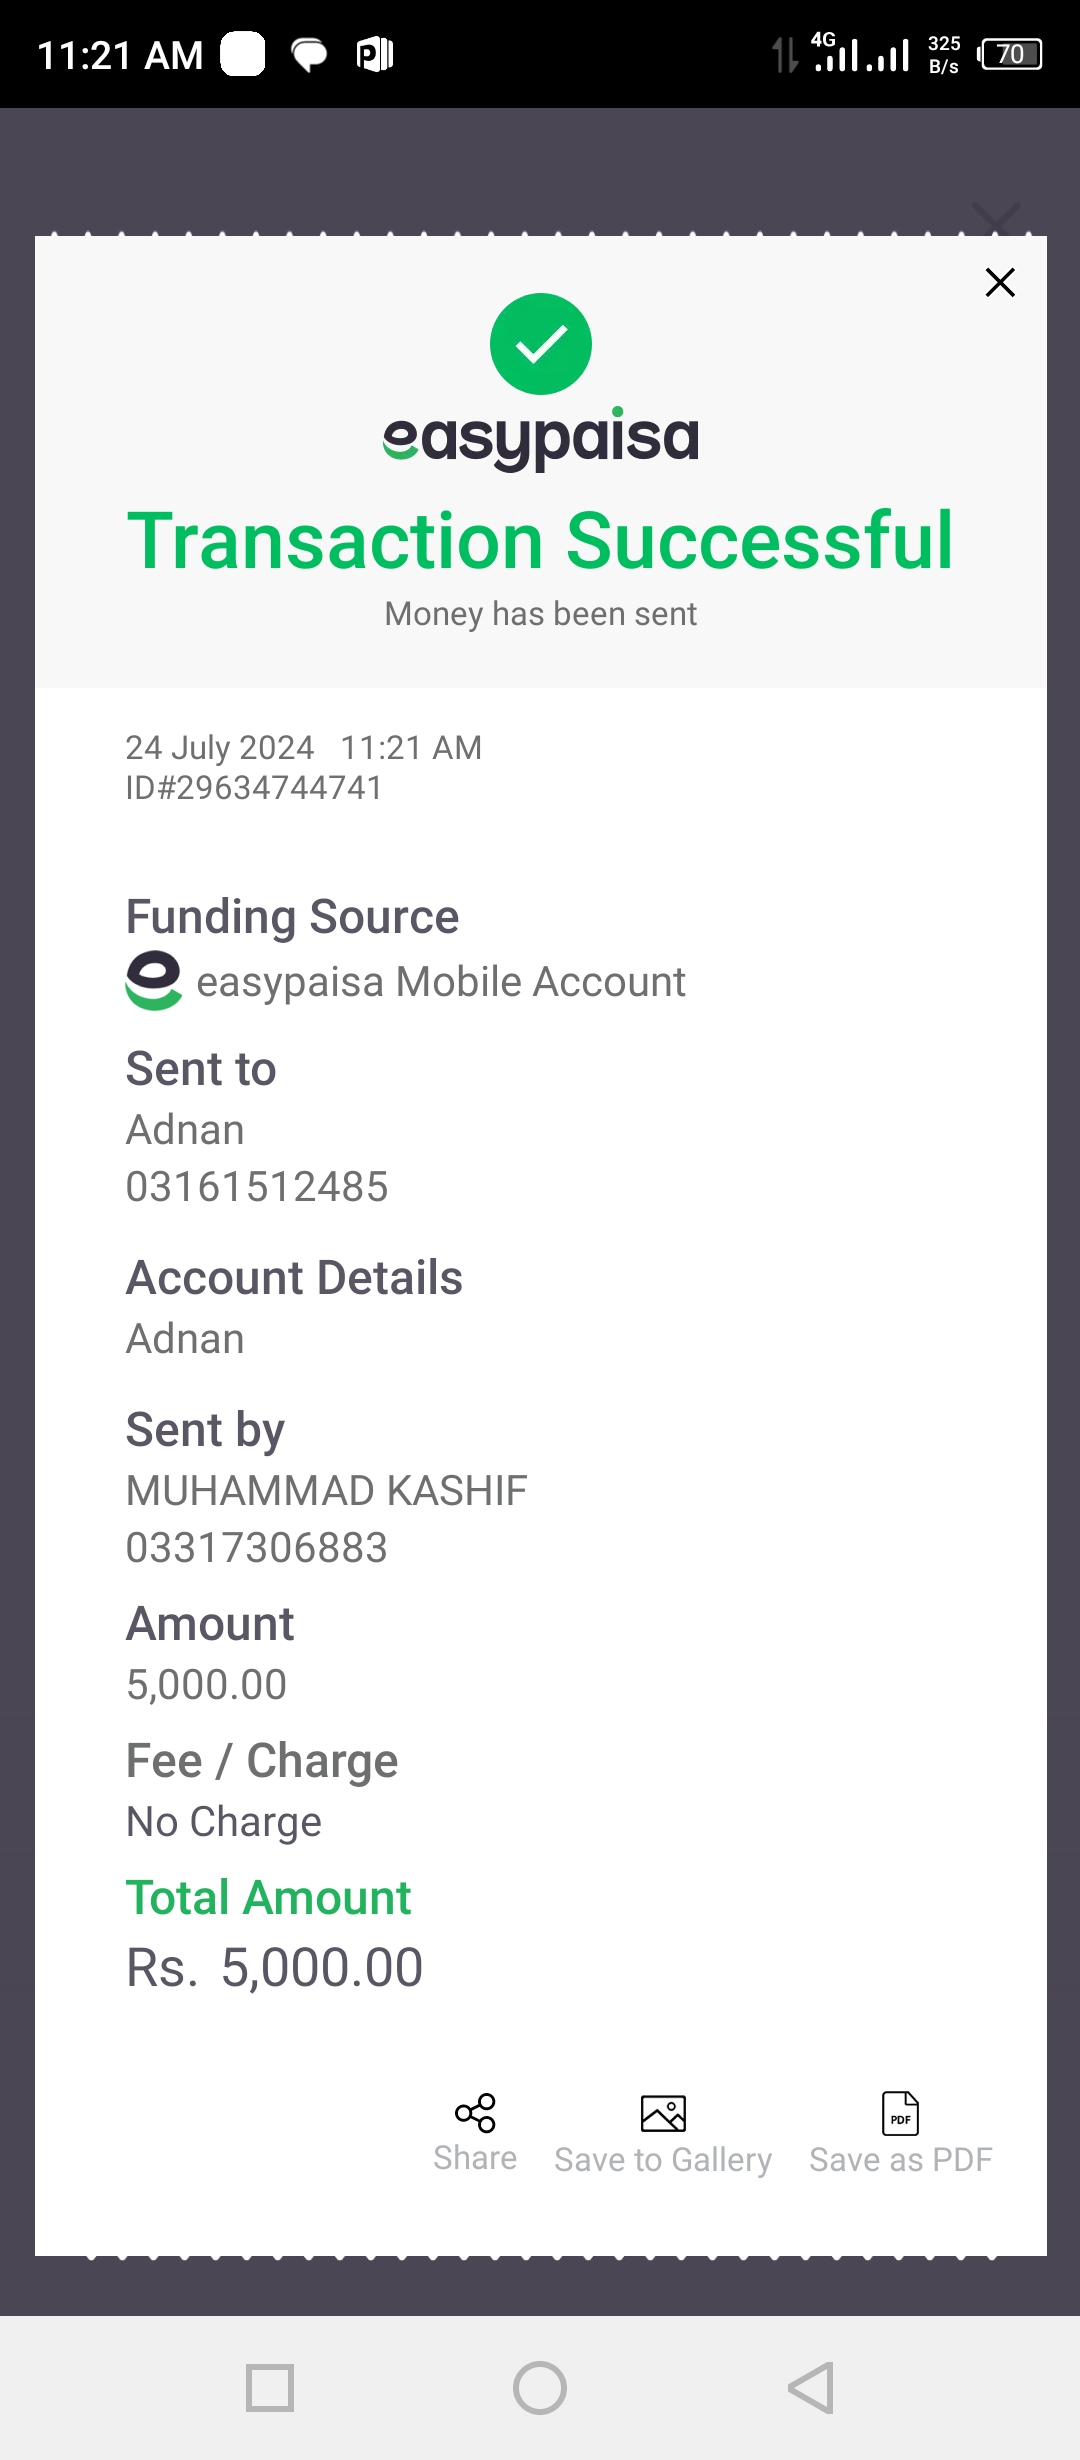 11:21 AM
4G
325
B/s
70
easypaisa
Transaction Successful
Money has been sent
24 July 2024 11:21 AM
ID#29634744741
Funding Source
easypaisa Mobile Account
Sent to
Adnan
03161512485
Account Details
Adnan
Sent by
MUHAMMAD KASHIF
03317306883
Amount
5,000.00
Fee / Charge
No Charge
Total Amount
Rs. 5,000.00
PDF
Share Save to Gallery Save as PDF